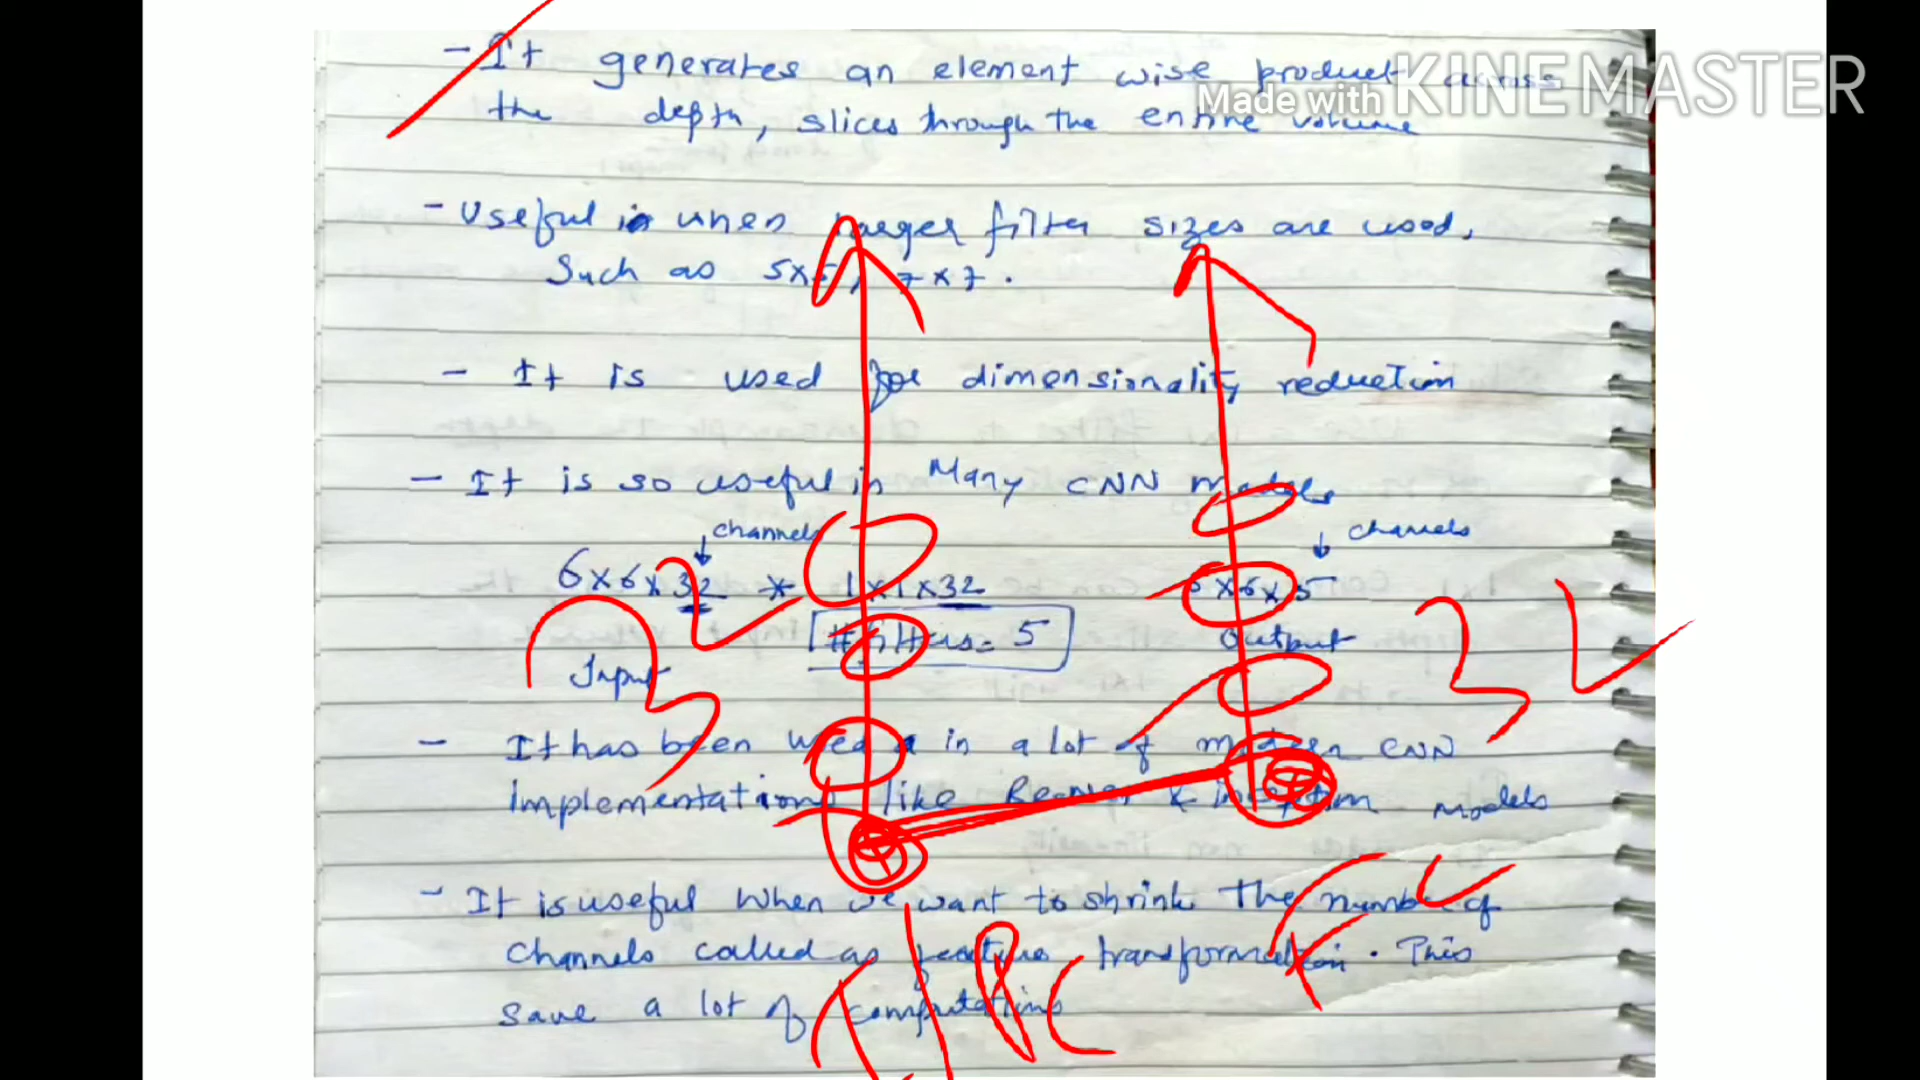 - It generates an element wise product across
the depth, slices through the entire volume
- Useful is when larger filter sizes are used,
Such as 5x5, 7x7.
- It is used for dimensionality reduction
- It is so useful in Many CNN models
channels channels
6x6x32 * 1x1x32 6x6x5
#filters= 5 Output
Input
- It has been used in a lot of modern CNN
implementations like Resnet & inception models
- It is useful when we want to shrink the number of
channels called as feature transformation. This
save a lot of computations
32
32
FC
Made with KINEMASTER